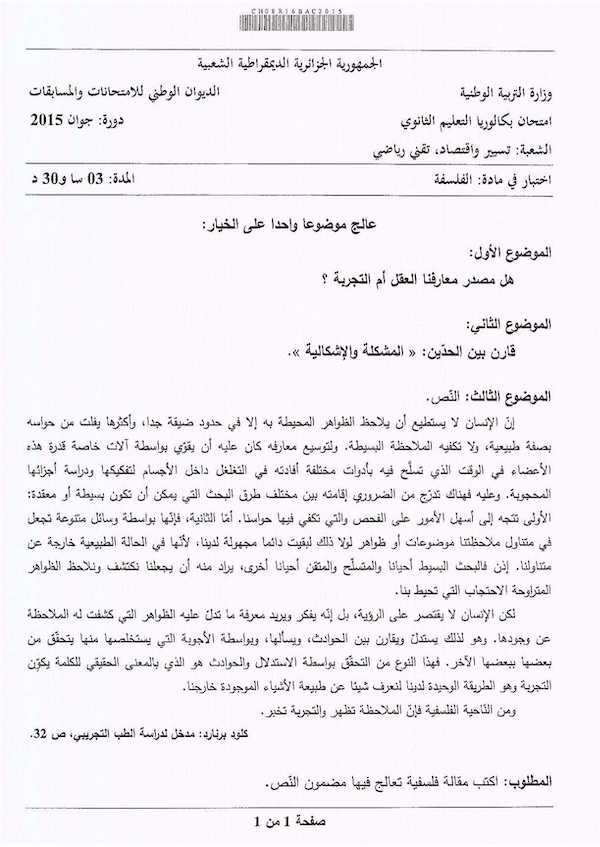 CH08R16BAC2015
الجمهورية الجزائرية الديمقراطية الشعبية
وزارة التربية الوطنية
الديوان الوطني للامتحانات والمسابقات
امتحان بكالوريا التعليم الثانوي
دورة: جوان 2015
الشعبة: تسيير واقتصاد، تقني رياضي
اختبار في مادة: الفلسفة
المدة: 03 سا و30 د
عالج موضوعا واحدا على الخيار:
الموضوع الأول:
هل مصدر معارفنا العقل أم التجربة ؟
الموضوع الثاني:
قارن بين الحدّين: « المشكلة والإشكالية ».
الموضوع الثالث: النّص.
إنّ الإنسان لا يستطيع أن يلاحظ الظواهر المحيطة به إلا في حدود ضيقة جدا، وأكثرها يفلت من حواسه
بصفة طبيعية، ولا تكفيه الملاحظة البسيطة. ولتوسيع معارفه كان عليه أن يقوّي بواسطة آلات خاصة قدرة هذه
الأعضاء في الوقت الذي تسلّح فيه بأدوات مختلفة أفادته في التغلغل داخل الأجسام لتفكيكها ودراسة أجزائها
المحجوبة. وعليه فهناك تدرّج من الضروري إقامته بين مختلف طرق البحث التي يمكن أن تكون بسيطة أو معقدة:
الأولى تتجه إلى أسهل الأمور على الفحص والتي تكفي فيها حواسنا. أمّا الثانية، فإنّها بواسطة وسائل متنوعة تجعل
في متناول ملاحظتنا موضوعات أو ظواهر لولا ذلك لبقيت دائما مجهولة لدينا، لأنّها في الحالة الطبيعية خارجة عن
متناولنا. إذن فالبحث البسيط أحيانا والمتسلّح والمتقن أحيانا أخرى، يراد منه أن يجعلنا نكتشف ونلاحظ الظواهر
المتراوحة الاحتجاب التي تحيط بنا.
لكن الإنسان لا يقتصر على الرؤية، بل إنّه يفكر ويريد معرفة ما تدلّ عليه الظواهر التي كشفت له الملاحظة
عن وجودها. وهو لذلك يستدلّ ويقارن بين الحوادث، ويسألها، وبواسطة الأجوبة التي يستخلصها منها يتحقّق من
بعضها ببعضها الآخر. فهذا النوع من التحقّق بواسطة الاستدلال والحوادث هو الذي بالمعنى الحقيقي للكلمة يكوّن
التجربة وهو الطريقة الوحيدة لدينا لنعرف شيئا عن طبيعة الأشياء الموجودة خارجنا.
ومن النّاحية الفلسفية فإنّ الملاحظة تظهر والتجربة تخبر.
كلود برنارد: مدخل لدراسة الطب التجريبي، ص 32.
المطلوب: اكتب مقالة فلسفية تعالج فيها مضمون النّص.
صفحة 1 من 1